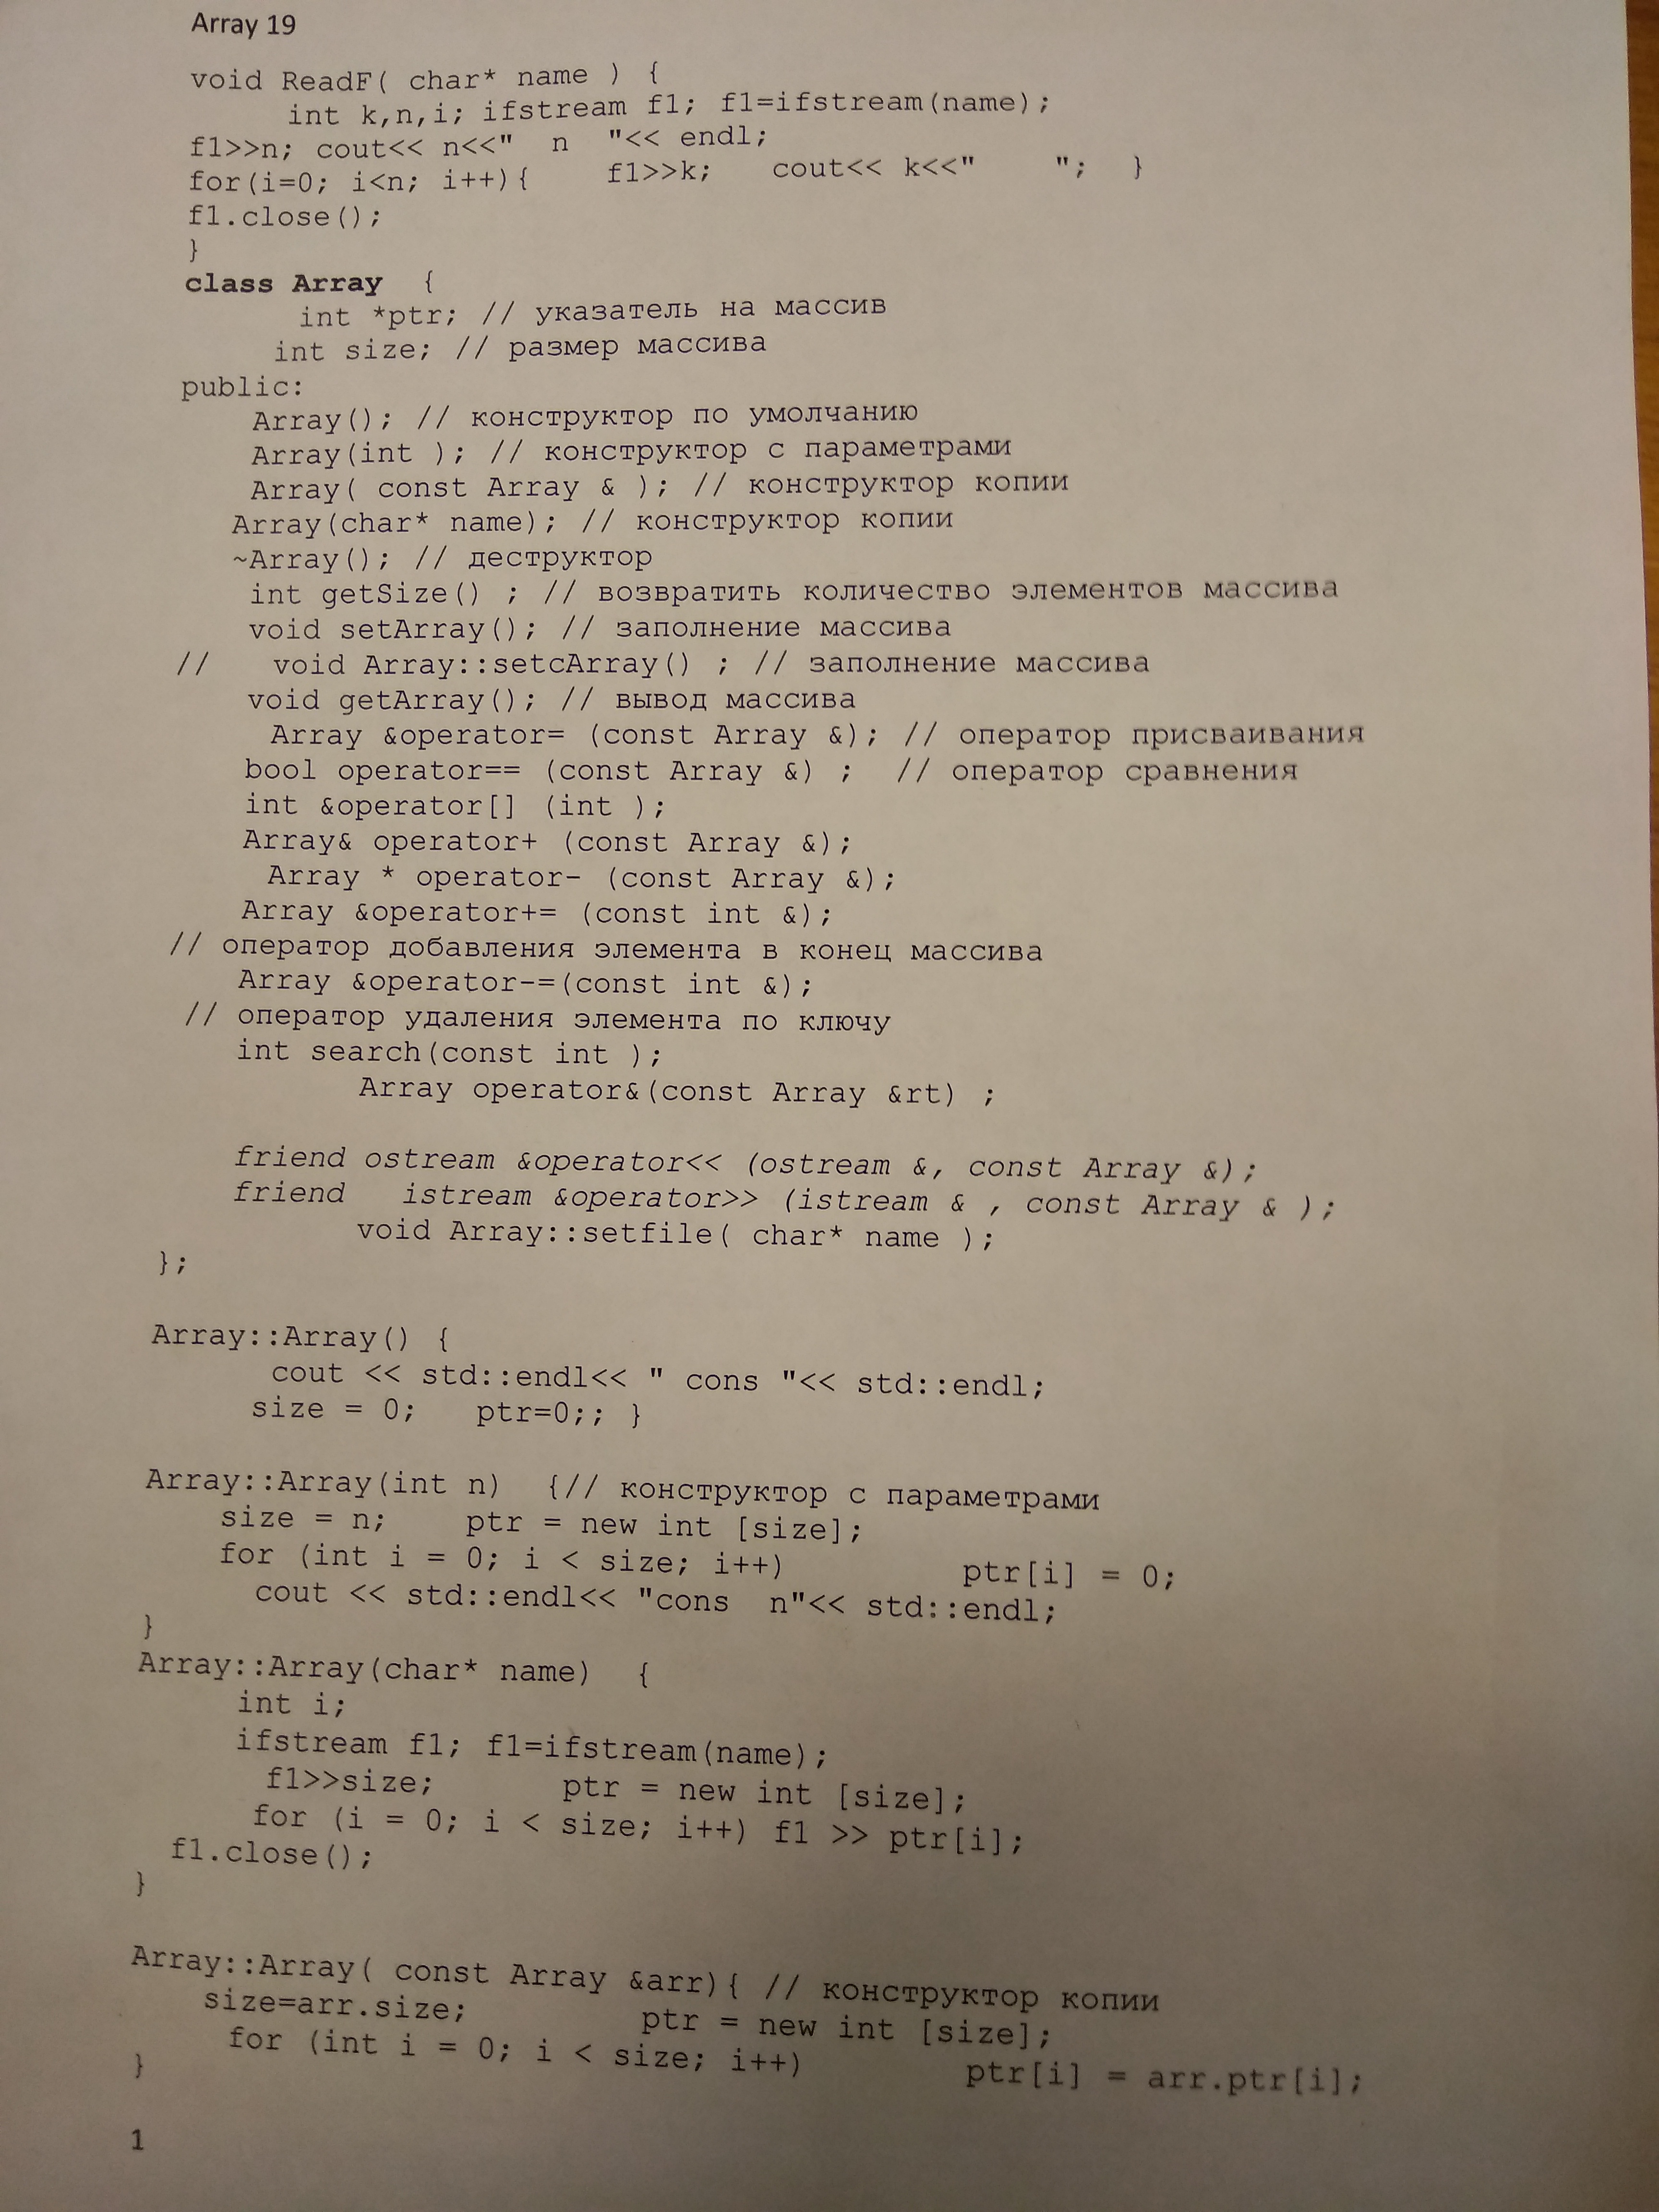 Array 19
void ReadF( char* name ) {
int k,n,i; ifstream f1; f1=ifstream(name);
f1>>n; cout<< n<<" n "<< endl;
for(i=0; i<n; i++){ f1>>k; cout<< k<<" "; }
f1.close();
}
class Array {
int *ptr; // указатель на массив
int size; // размер массива
public:
Array(); // конструктор по умолчанию
Array(int ); // конструктор с параметрами
Array( const Array & ); // конструктор копии
Array(char* name); // конструктор копии
~Array(); // деструктор
int getSize() ; // возвратить количество элементов массива
void setArray(); // заполнение массива
// void Array::setcArray() ; // заполнение массива
void getArray(); // вывод массива
Array &operator= (const Array &); // оператор присваивания
bool operator== (const Array &) ; // оператор сравнения
int &operator[] (int );
Array& operator+ (const Array &);
Array * operator- (const Array &);
Array &operator+= (const int &);
// оператор добавления элемента в конец массива
Array &operator-=(const int &);
// оператор удаления элемента по ключу
int search(const int );
Array operator&(const Array &rt) ;
friend ostream &operator<< (ostream &, const Array &);
friend istream &operator>> (istream & , const Array & );
void Array::setfile( char* name );
};
Array::Array() {
cout << std::endl<< " cons "<< std::endl;
size = 0; ptr=0;; }
Array::Array(int n) {// конструктор с параметрами
size = n; ptr = new int [size];
for (int i = 0; i < size; i++) ptr[i] = 0;
cout << std::endl<< "cons n"<< std::endl;
}
Array::Array(char* name) {
int i;
ifstream f1; f1=ifstream(name);
f1>>size; ptr = new int [size];
for (i = 0; i < size; i++) f1 >> ptr[i];
f1.close();
}
Array::Array( const Array &arr){ // конструктор копии
size=arr.size; ptr = new int [size];
for (int i = 0; i < size; i++) ptr[i] = arr.ptr[i];
}
1